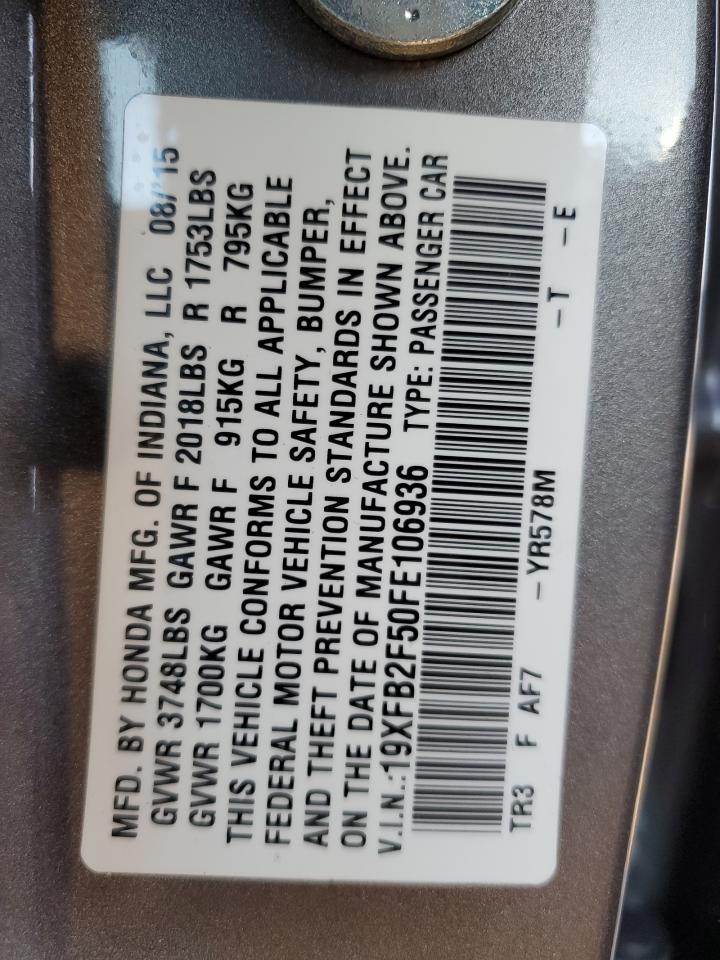 MFD. BY HONDA MFG. OF INDIANA, LLC 08/'15
GVWR 3748LBS GAWR F 2018LBS R 1753LBS
GVWR 1700KG GAWR F 915KG R 795KG
THIS VEHICLE CONFORMS TO ALL APPLICABLE
FEDERAL MOTOR VEHICLE SAFETY, BUMPER,
AND THEFT PREVENTION STANDARDS IN EFFECT
ON THE DATE OF MANUFACTURE SHOWN ABOVE.
V.I.N.:19XFB2F50FE106936 TYPE: PASSENGER CAR
TR3 F AF7 –YR578M –T –E